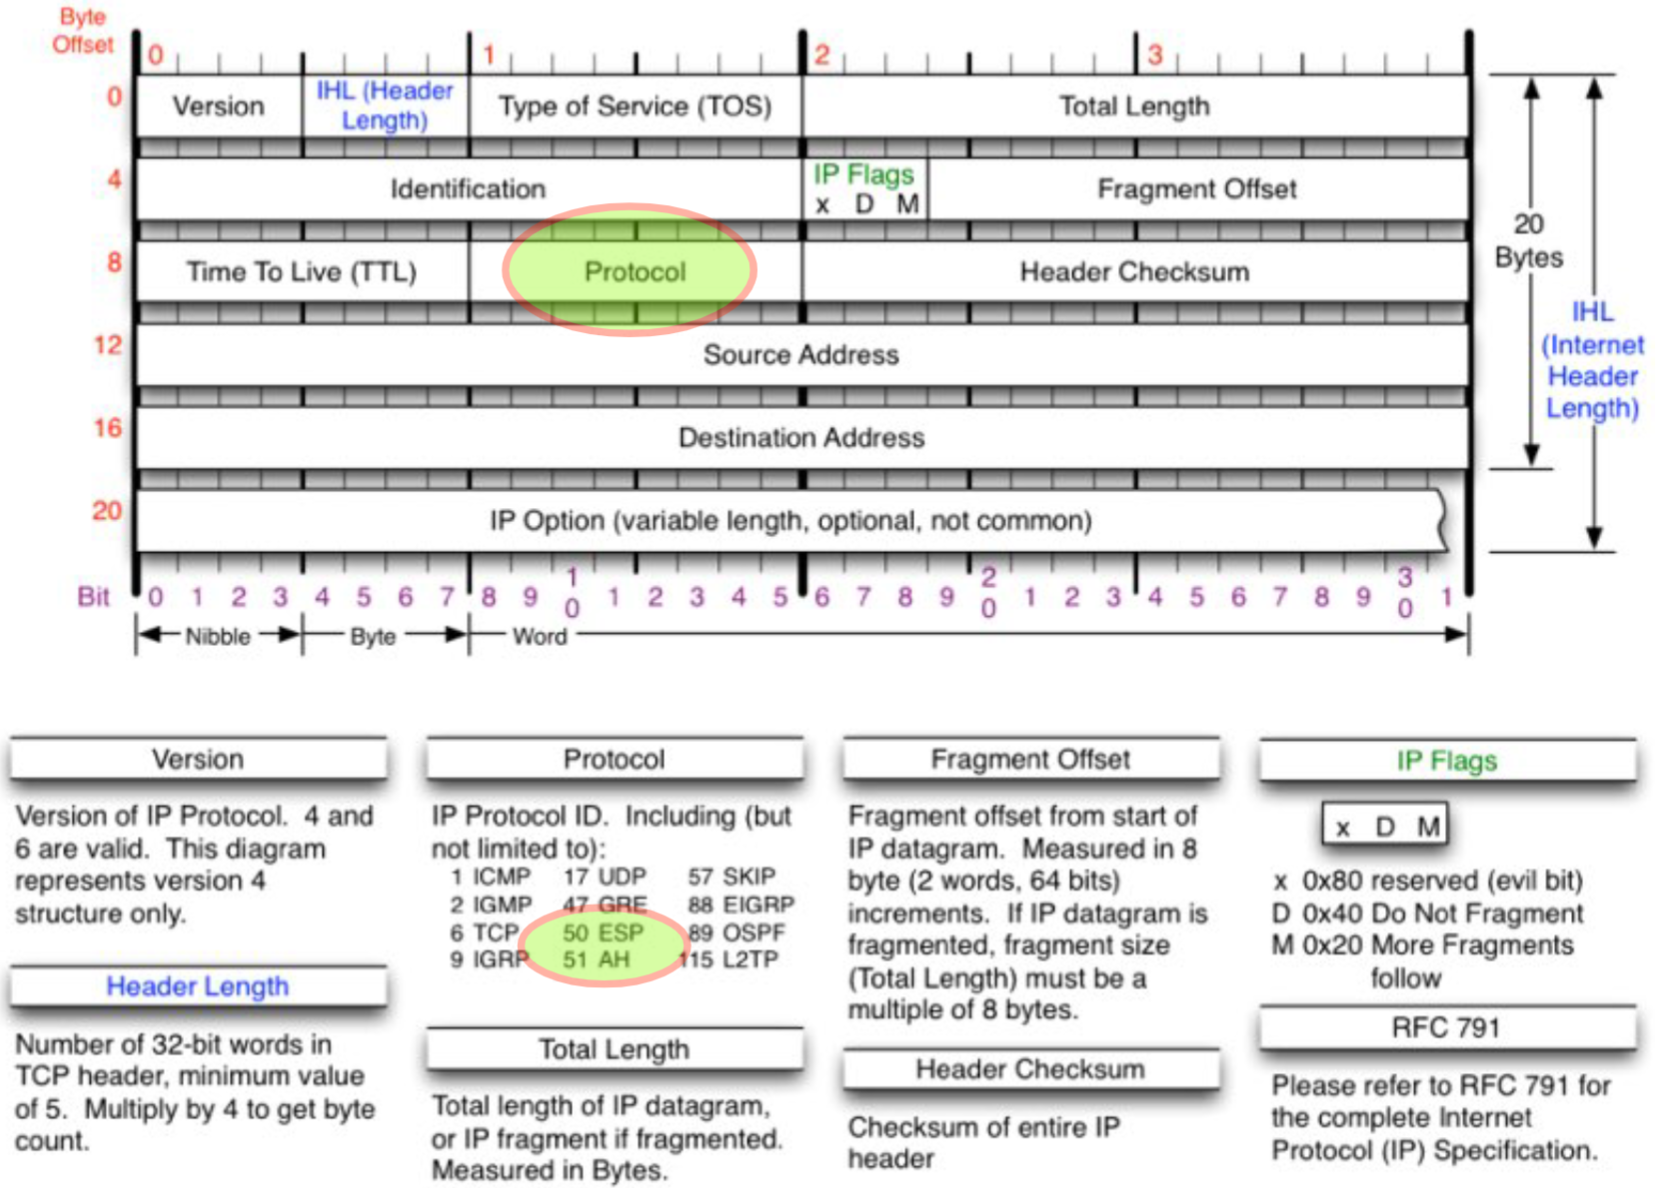 Byte
Offset
0 1 2 3
0 Version IHL (Header Length) Type of Service (TOS) Total Length
4 Identification IP Flags x D M Fragment Offset
8 Time To Live (TTL) Protocol Header Checksum
12 Source Address
16 Destination Address
20 IP Option (variable length, optional, not common)
20
Bytes
IHL
(Internet
Header
Length)
Bit 0 1 2 3 4 5 6 7 8 9 10 1 2 3 4 5 6 7 8 9 20 1 2 3 4 5 6 7 8 9 30 1
Nibble Byte Word
Version
Version of IP Protocol. 4 and
6 are valid. This diagram
represents version 4
structure only.
Header Length
Number of 32-bit words in
TCP header, minimum value
of 5. Multiply by 4 to get byte
count.
Protocol
IP Protocol ID. Including (but
not limited to):
1 ICMP 17 UDP 57 SKIP
2 IGMP 47 GRE 88 EIGRP
6 TCP 50 ESP 89 OSPF
9 IGRP 51 AH 115 L2TP
Total Length
Total length of IP datagram,
or IP fragment if fragmented.
Measured in Bytes.
Fragment Offset
Fragment offset from start of
IP datagram. Measured in 8
byte (2 words, 64 bits)
increments. If IP datagram is
fragmented, fragment size
(Total Length) must be a
multiple of 8 bytes.
Header Checksum
Checksum of entire IP
header
IP Flags
x D M
x 0x80 reserved (evil bit)
D 0x40 Do Not Fragment
M 0x20 More Fragments
follow
RFC 791
Please refer to RFC 791 for
the complete Internet
Protocol (IP) Specification.